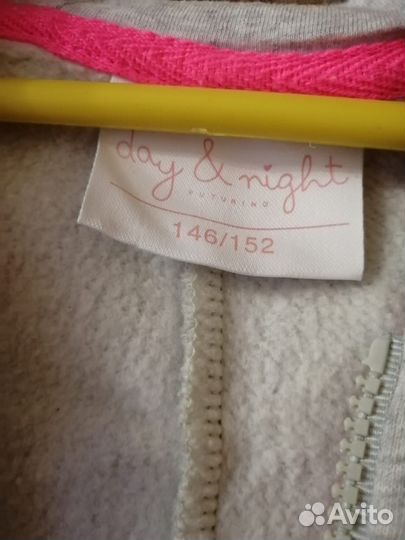 day & night
FUTURINO
146/152
Avito